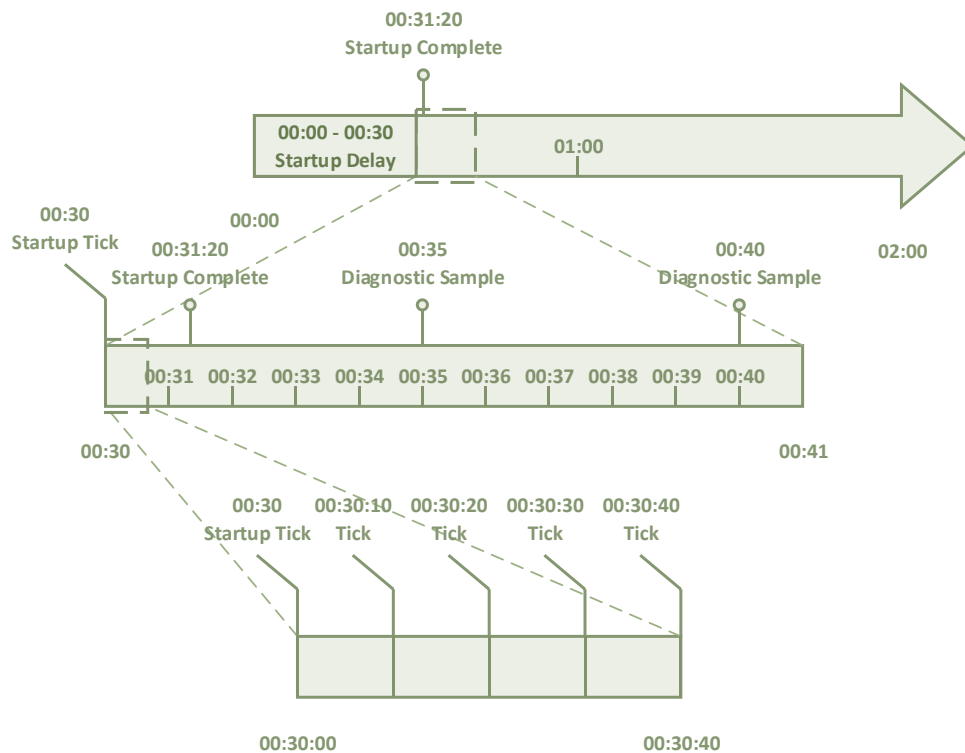 00:31:20
Startup Complete
00:00 - 00:30
Startup Delay
01:00
00:00
02:00
00:30
Startup Tick
00:31:20
Startup Complete
00:35
Diagnostic Sample
00:40
Diagnostic Sample
00:31 00:32 00:33 00:34 00:35 00:36 00:37 00:38 00:39 00:40
00:30
00:41
00:30
Startup Tick
00:30:10
Tick
00:30:20
Tick
00:30:30
Tick
00:30:40
Tick
00:30:00
00:30:40